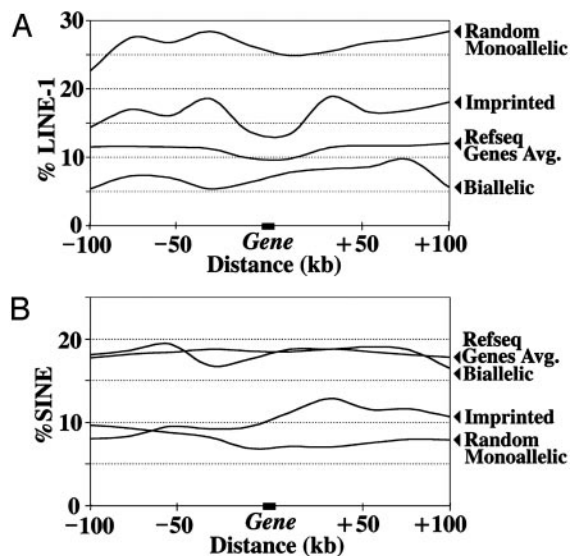 A
% LINE-1
30
20
10
0
Random
Monoallelic
Imprinted
Refseq
Genes Avg.
Biallelic
−100
−50
Gene
+50
+100
Distance (kb)
B
%SINE
20
10
0
Refseq
Genes Avg.
Biallelic
Imprinted
Random
Monoallelic
−100
−50
Gene
+50
+100
Distance (kb)